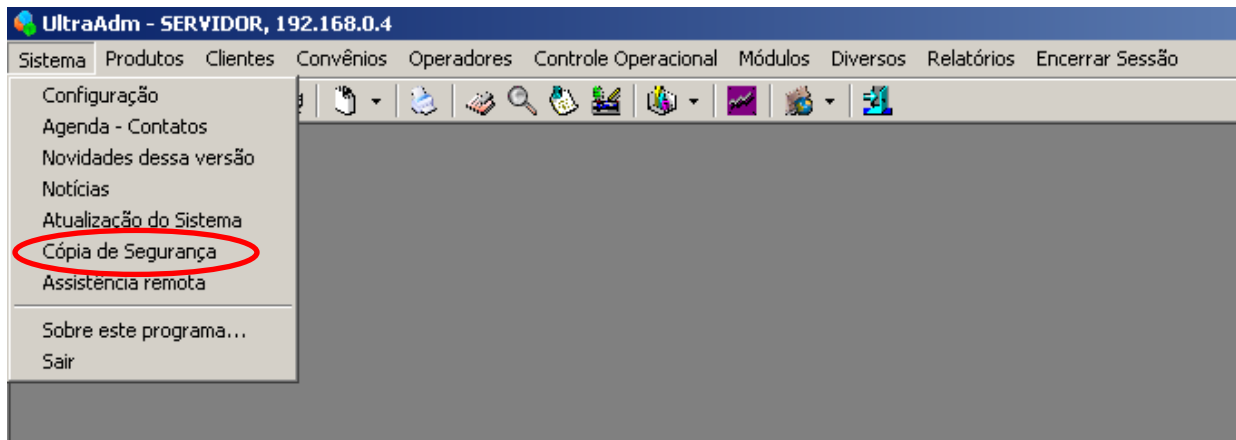 UltraAdm - SERVIDOR, 192.168.0.4
Sistema Produtos Clientes Convênios Operadores Controle Operacional Módulos Diversos Relatórios Encerrar Sessão
Configuração
Agenda - Contatos
Novidades dessa versão
Notícias
Atualização do Sistema
Cópia de Segurança
Assistência remota
Sobre este programa...
Sair